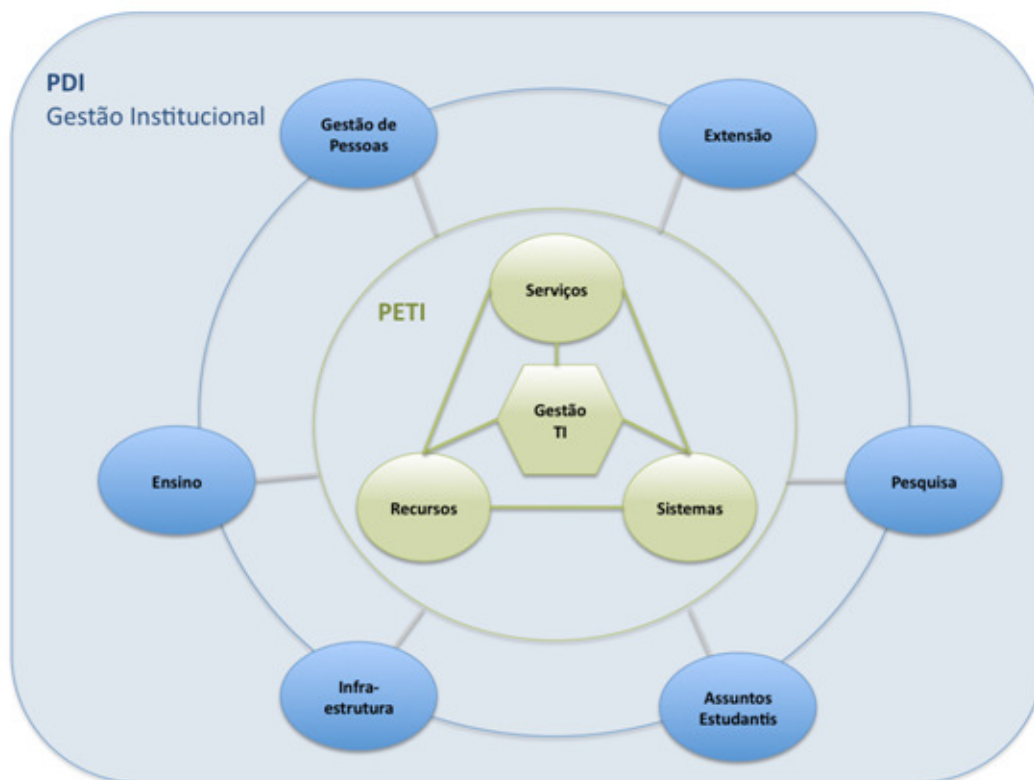 PDI
Gestão Institucional
Gestão de
Pessoas
Extensão
Serviços
PETI
Gestão
TI
Ensino
Recursos
Sistemas
Pesquisa
Infra-
estrutura
Assuntos
Estudantis